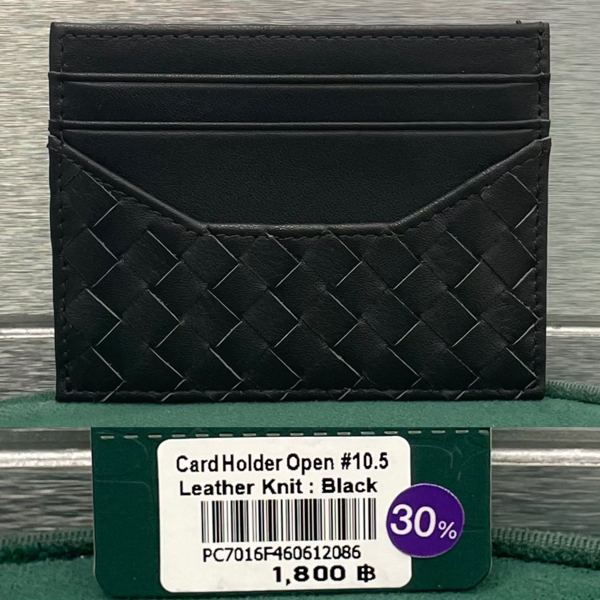 Card Holder Open #10.5
Leather Knit : Black
30%
PC7016F460612086
1,800 ฿